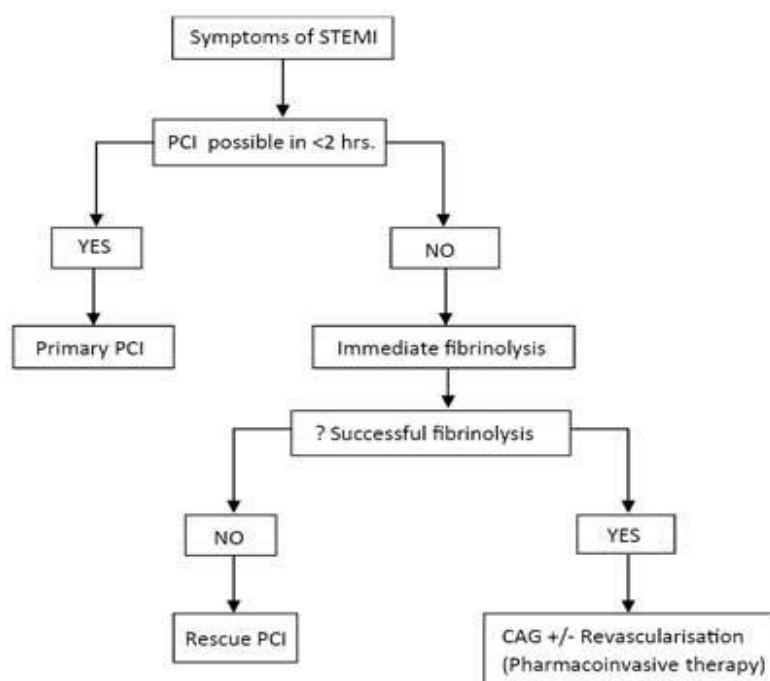 Symptoms of STEMI
PCI possible in <2 hrs.
YES
NO
Primary PCI
Immediate fibrinolysis
? Successful fibrinolysis
NO
YES
Rescue PCI
CAG +/- Revascularisation
(Pharmacoinvasive therapy)